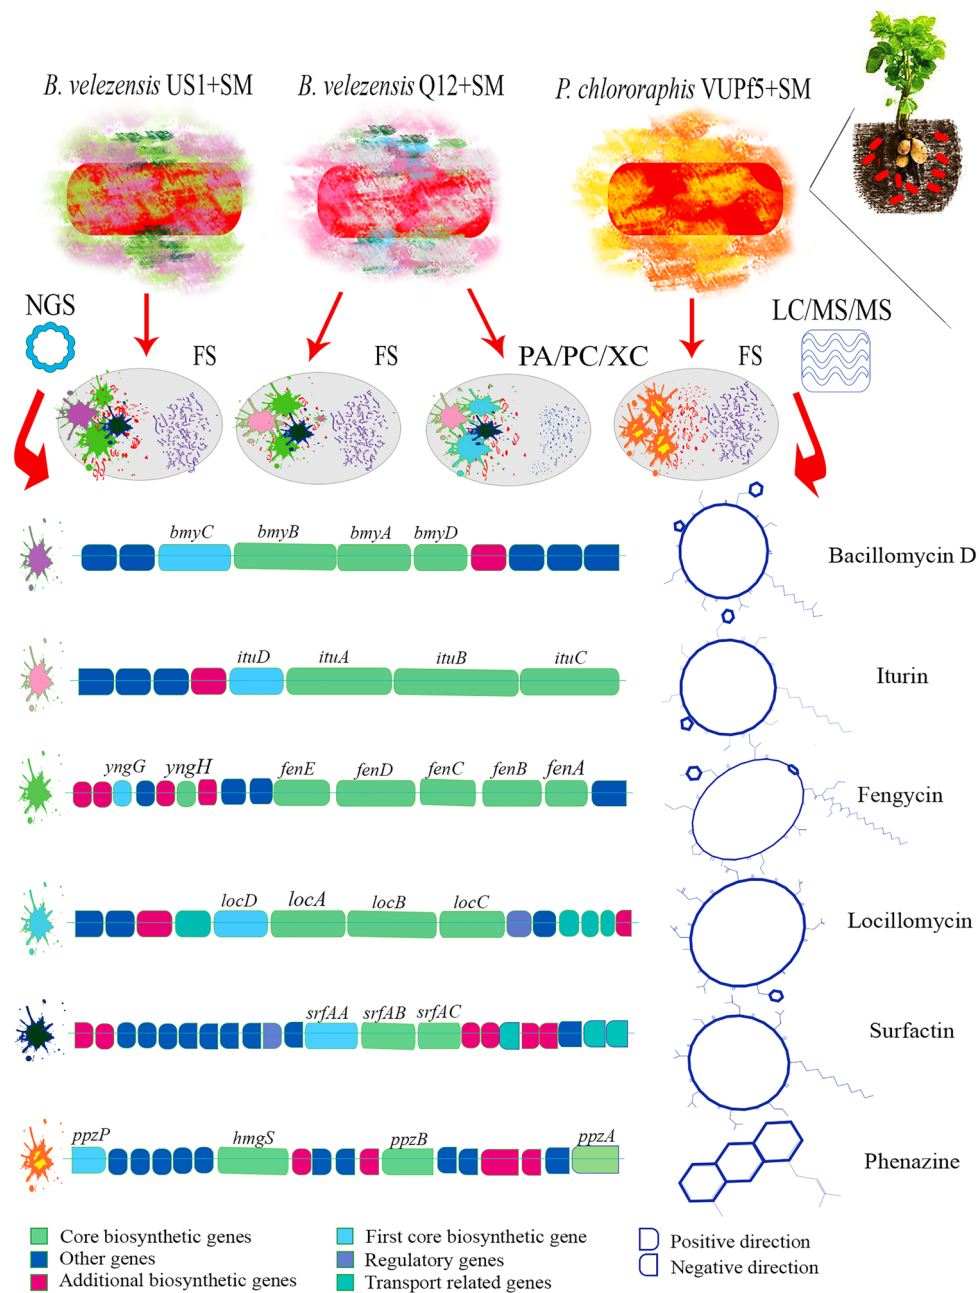 B. velezensis US1+SM
B. velezensis Q12+SM
P. chlororaphis VUPf5+SM
NGS
LC/MS/MS
FS
FS
PA/PC/XC
FS
bmyC
bmyB
bmyA
bmyD
Bacillomycin D
ituD
ituA
ituB
ituC
Iturin
yngG
yngH
fenE
fenD
fenC
fenB
fenA
Fengycin
locD
locA
locB
locC
Locillomycin
srfAA
srfAB
srfAC
Surfactin
ppzP
hmgS
ppzB
ppzA
Phenazine
Core biosynthetic genes
First core biosynthetic gene
Positive direction
Other genes
Regulatory genes
Negative direction
Additional biosynthetic genes
Transport related genes